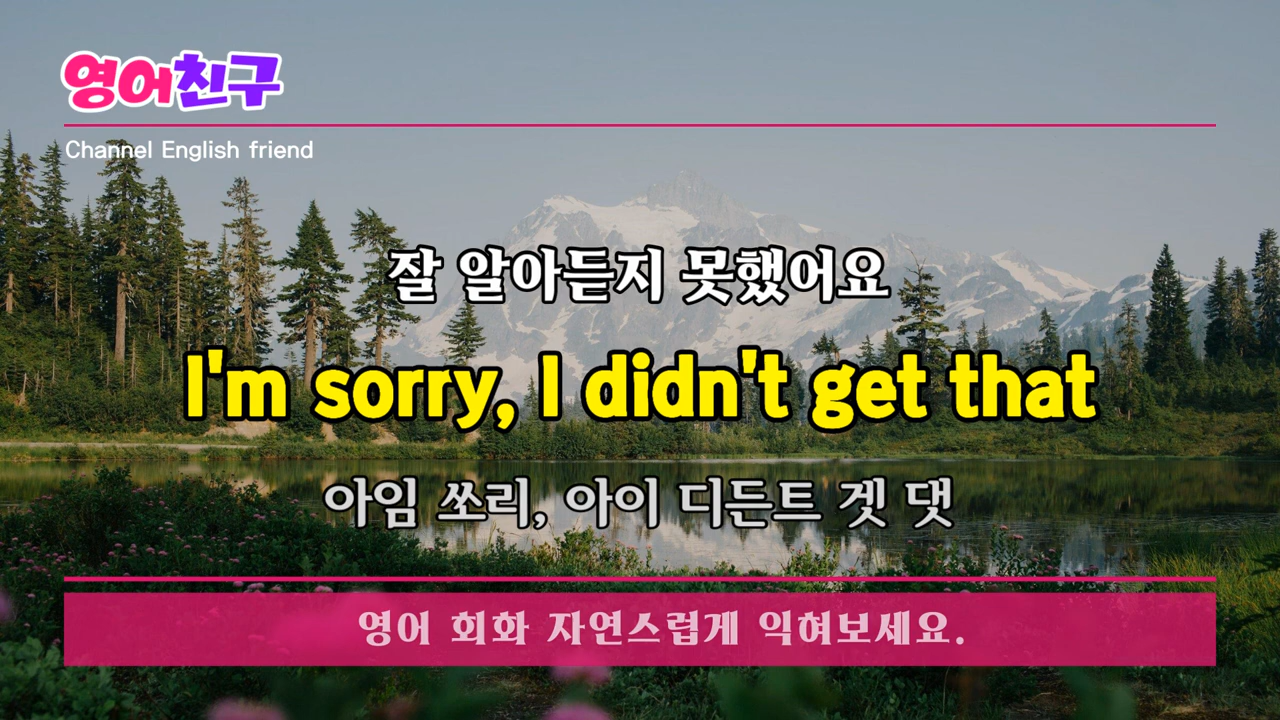 영어친구
Channel English friend
잘 알아듣지 못했어요
I'm sorry, I didn't get that
아임 쏘리, 아이 디든트 겟 댓
영어 회화 자연스럽게 익혀보세요.